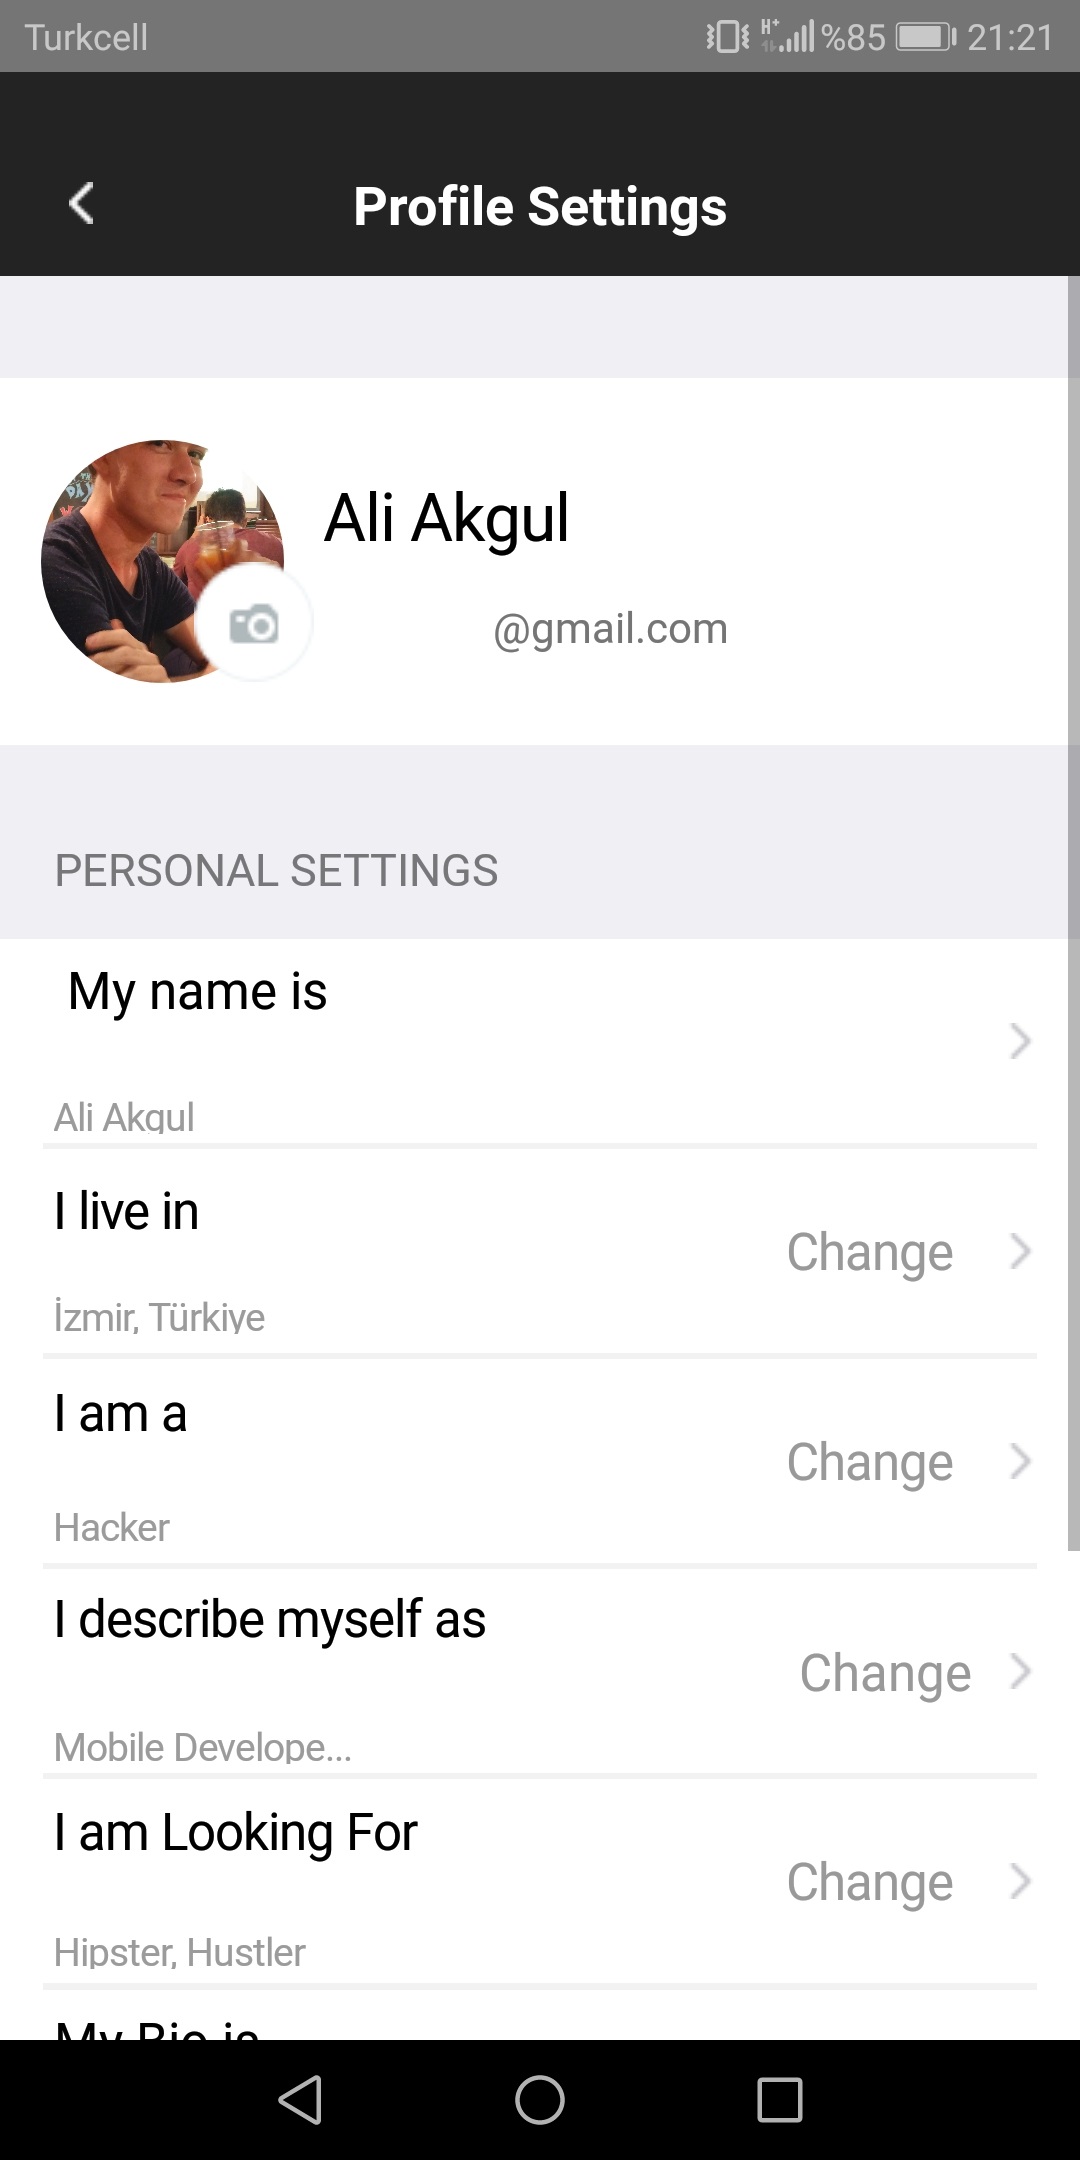 Turkcell
H+ %85 21:21
Profile Settings
Ali Akgul
@gmail.com
PERSONAL SETTINGS
My name is
Ali Akgul
I live in
Change
İzmir, Türkiye
I am a
Change
Hacker
I describe myself as
Change
Mobile Develope...
I am Looking For
Change
Hipster, Hustler
My Bio is